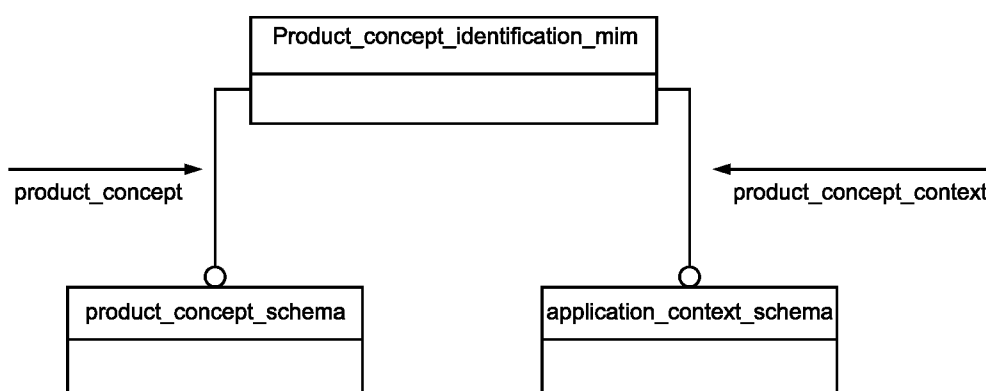 Product_concept_identification_mim
product_concept
product_concept_context
product_concept_schema
application_context_schema